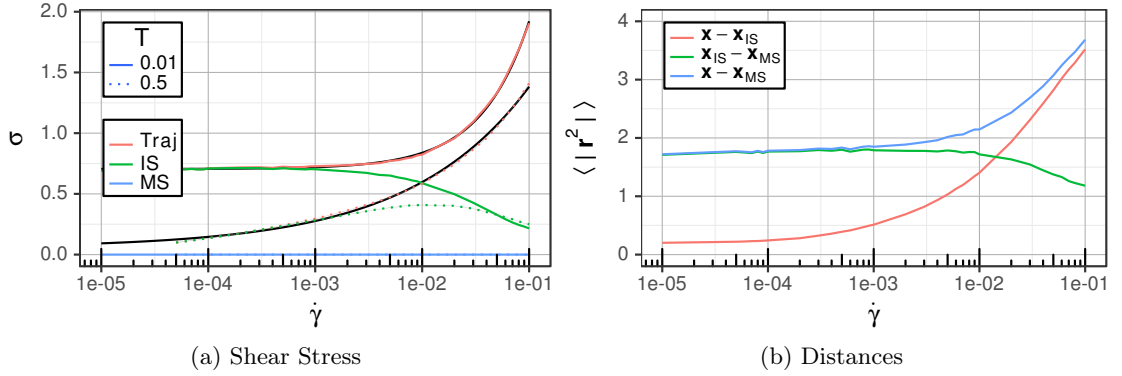 2.0
1.5
1.0
0.5
0.0
σ
T
0.01
0.5
Traj
IS
MS
1e-05 1e-04 1e-03 1e-02 1e-01
γ̇
(a) Shear Stress
4
3
2
1
0
⟨ | r² | ⟩
x − x_IS
x_IS − x_MS
x − x_MS
1e-05 1e-04 1e-03 1e-02 1e-01
γ̇
(b) Distances